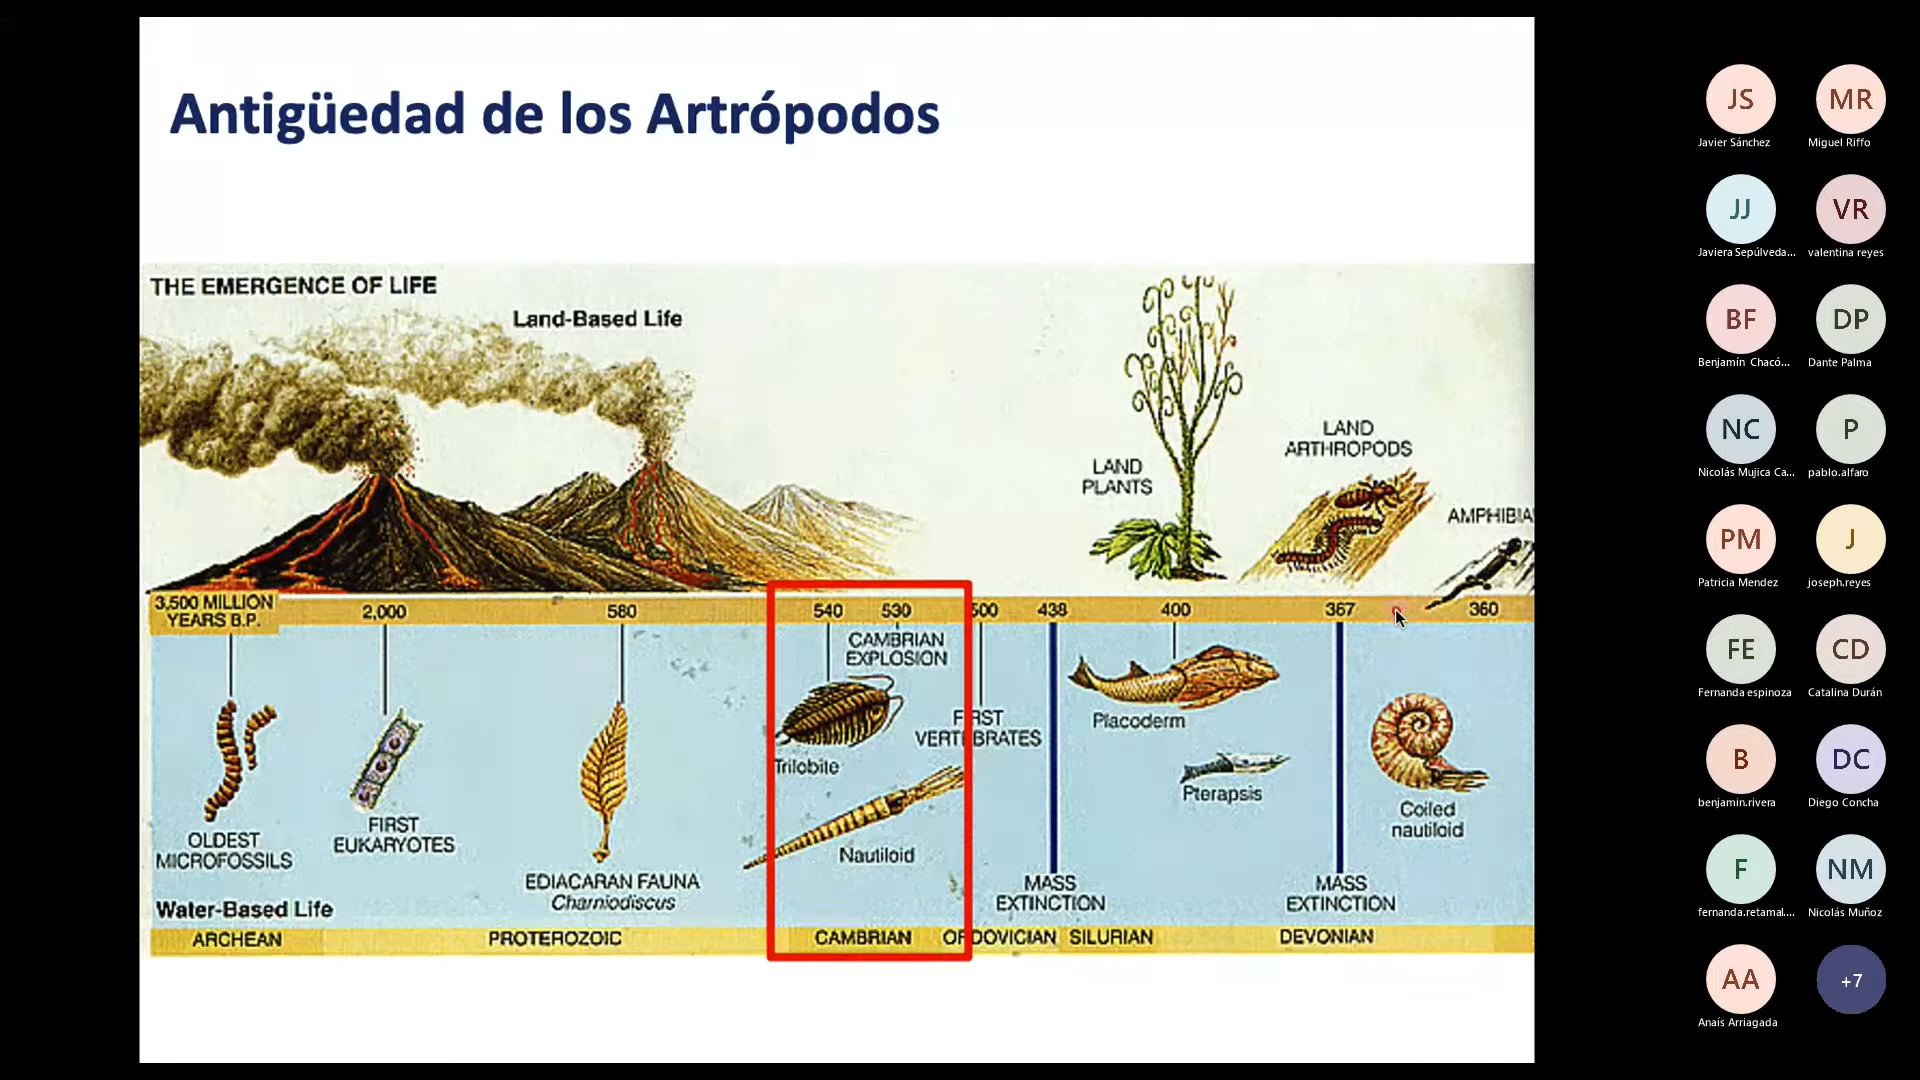 Antigüedad de los Artrópodos
THE EMERGENCE OF LIFE
Land-Based Life
LAND
PLANTS
LAND
ARTHROPODS
AMPHIBIA
3,500 MILLION
YEARS B.P.
2,000
580
540
530
500
438
400
367
360
CAMBRIAN
EXPLOSION
Trilobite
FIRST
VERTEBRATES
Nautiloid
Placoderm
Pterapsis
Coiled
nautiloid
OLDEST
MICROFOSSILS
FIRST
EUKARYOTES
EDIACARAN FAUNA
Charniodiscus
MASS
EXTINCTION
MASS
EXTINCTION
Water-Based Life
ARCHEAN
PROTEROZOIC
CAMBRIAN
ORDOVICIAN
SILURIAN
DEVONIAN
JS
Javier Sánchez
MR
Miguel Riffo
JJ
Javiera Sepúlveda...
VR
valentina reyes
BF
Benjamín Chacó...
DP
Dante Palma
NC
Nicolás Mujica Ca...
P
pablo.alfaro
PM
Patricia Mendez
J
joseph.reyes
FE
Fernanda espinoza
CD
Catalina Durán
B
benjamin.rivera
DC
Diego Concha
F
fernanda.retamal....
NM
Nicolás Muñoz
AA
Anaís Arriagada
+7